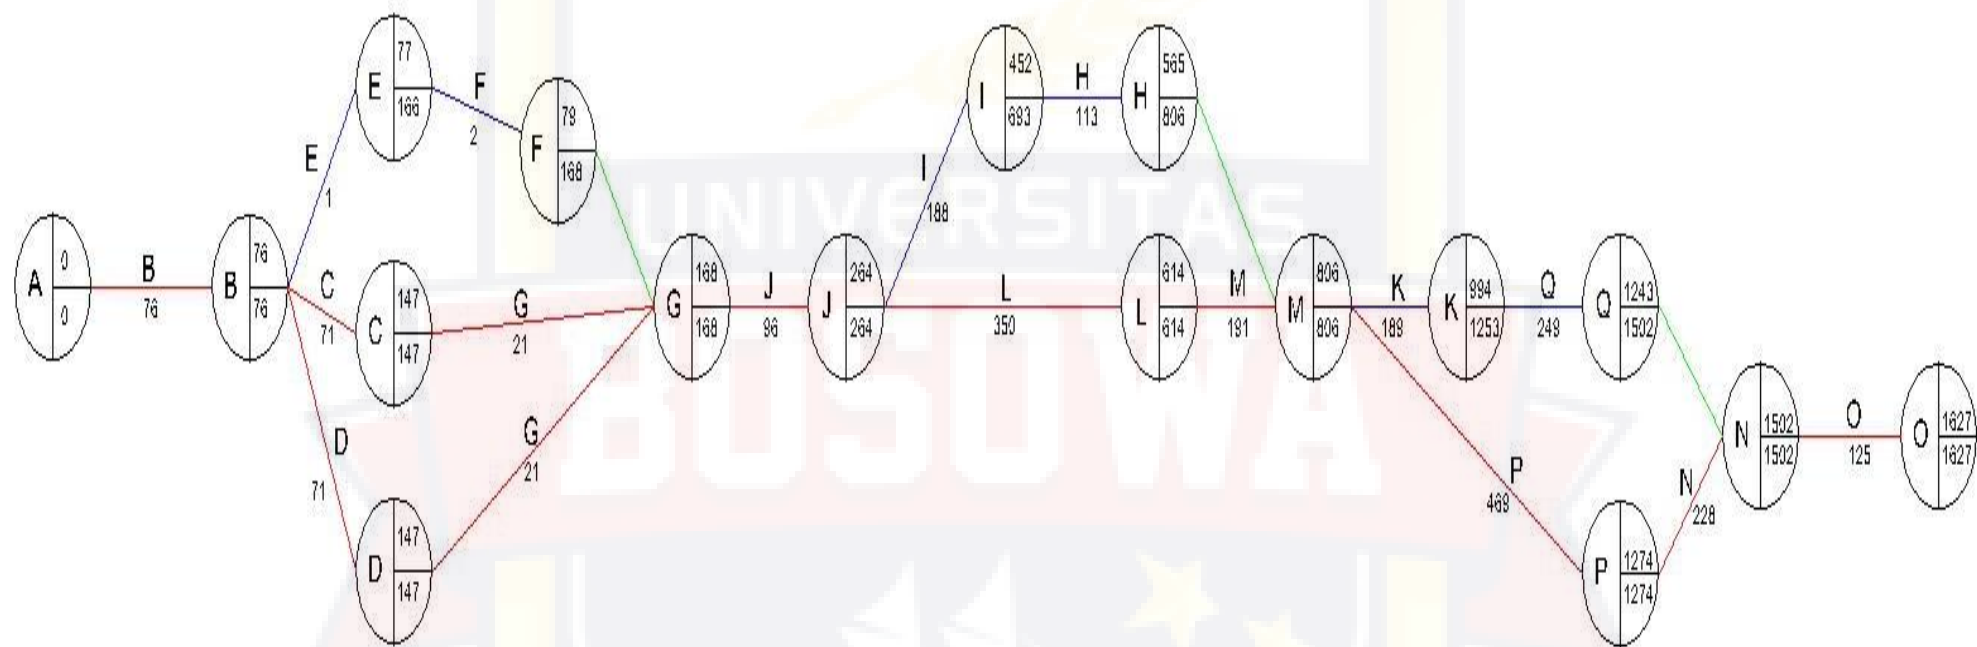 A
0
0
B
76
B
76
76
E
1
E
77
166
F
2
F
79
168
C
71
C
147
147
G
21
D
71
D
147
147
G
21
G
168
168
J
96
J
264
264
I
188
I
452
693
H
113
H
565
806
L
350
L
614
614
M
191
M
806
806
K
189
K
994
1253
Q
249
Q
1243
1502
P
469
P
1274
1274
N
228
N
1502
1502
O
125
O
1627
1627
UNIVERSITAS
BOSOWA